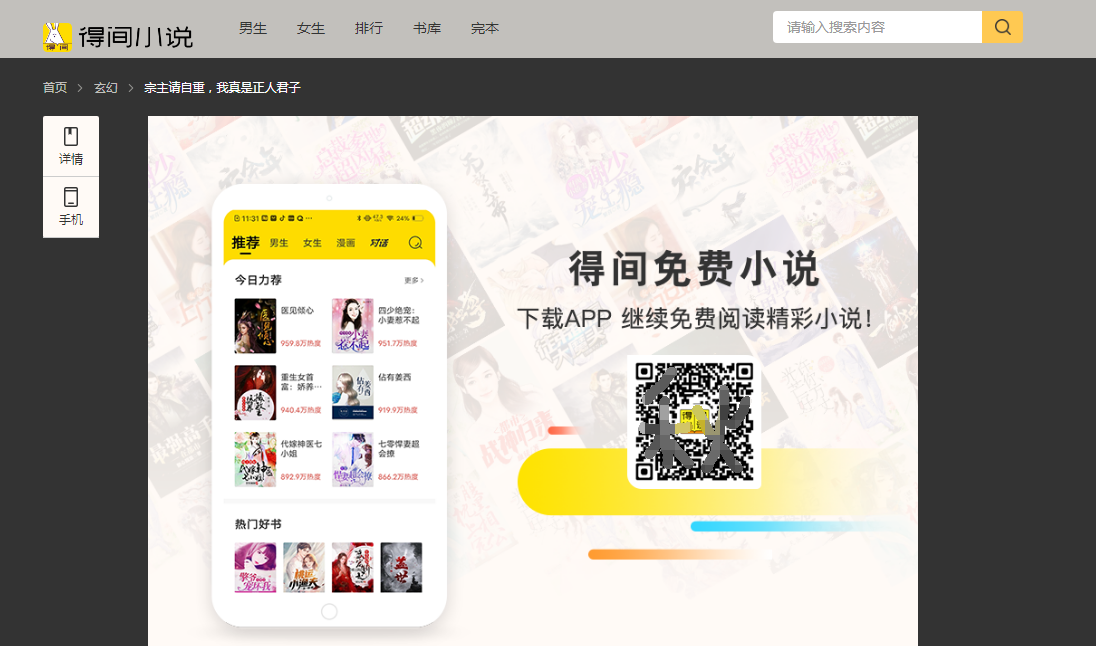 得间小说
男生 女生 排行 书库 完本
请输入搜索内容
首页 > 玄幻 > 宗主请自重，我真是正人君子
详情
手机
11:31
24%
推荐 男生 女生 漫画 对话
今日力荐 更多 >
医见倾心
959.8万热度
四少绝宠：
小妻惹不起
951.7万热度
重生女首
富：娇养…
940.4万热度
佔有姜西
919.9万热度
代嫁神医七
小姐
892.9万热度
七零悍妻超
会撩
866.2万热度
热门好书
得间免费小说
下载APP 继续免费阅读精彩小说！
得间